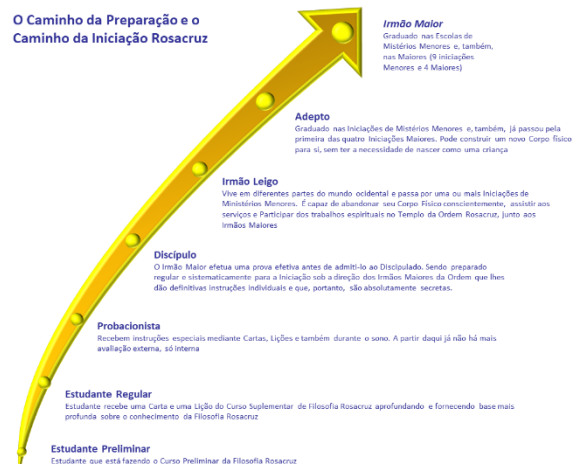 O Caminho da Preparação e o
Caminho da Iniciação Rosacruz
Irmão Maior
Graduado nas Escolas de
Mistérios Menores e, também,
nas Maiores (9 iniciações
Menores e 4 Maiores)
Adepto
Graduado nas Iniciações de Mistérios Menores e, também, já passou pela
primeira das quatro Iniciações Maiores. Pode construir um novo Corpo físico
para si, sem ter a necessidade de nascer como uma criança
Irmão Leigo
Vive em diferentes partes do mundo ocidental e passa por uma ou mais Iniciações de
Ministérios Menores. É capaz de abandonar seu Corpo Físico conscientemente, assistir aos
serviços e Participar dos trabalhos espirituais no Templo da Ordem Rosacruz, junto aos
Irmãos Maiores
Discípulo
O Irmão Maior efetua uma prova efetiva antes de admiti-lo ao Discipulado. Sendo preparado
regular e sistematicamente para a Iniciação sob a direção dos Irmãos Maiores da Ordem que lhes
dão definitivas instruções individuais e que, portanto, são absolutamente secretas.
Probacionista
Recebem instruções especiais mediante Cartas, Lições e também durante o sono. A partir daqui já não há mais
avaliação externa, só interna
Estudante Regular
Estudante recebe uma Carta e uma Lição do Curso Suplementar de Filosofia Rosacruz aprofundando e fornecendo base mais
profunda sobre o conhecimento da Filosofia Rosacruz
Estudante Preliminar
Estudante que está fazendo o Curso Preliminar da Filosofia Rosacruz